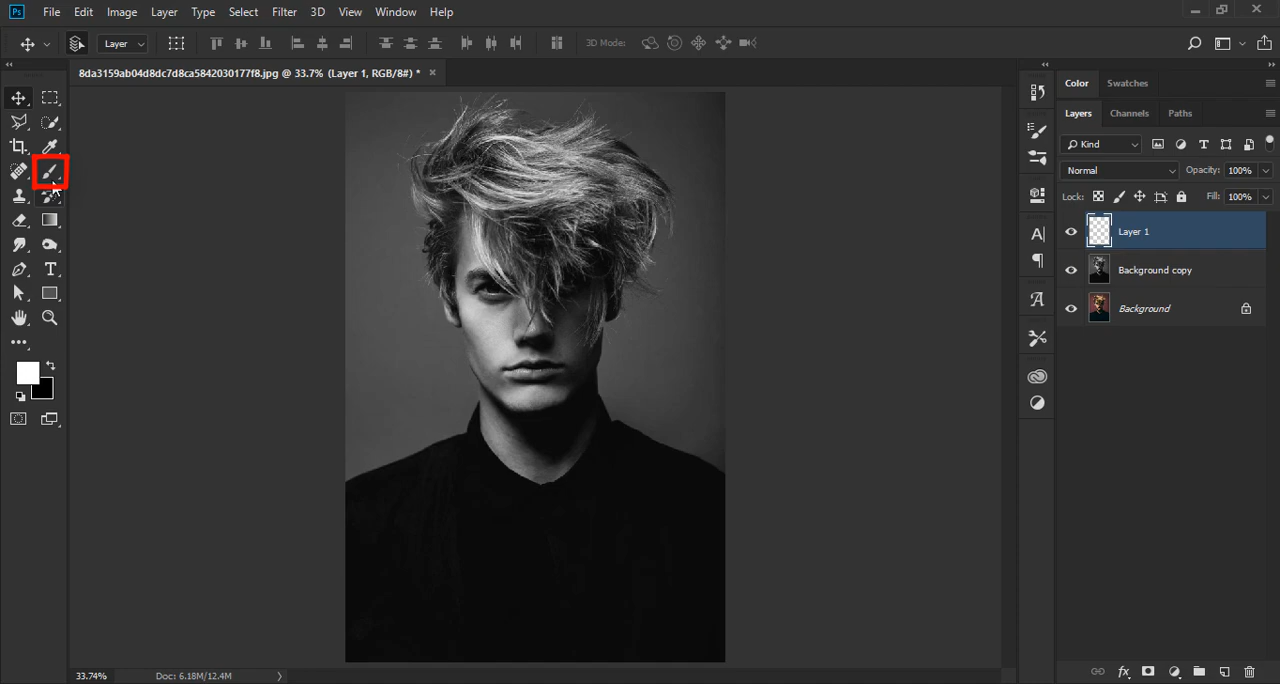 Ps File Edit Image Layer Type Select Filter 3D View Window Help
Layer 3D Mode:
8da3159ab04d8dc7d8ca5842030177f8.jpg @ 33.7% (Layer 1, RGB/8#) *
Color Swatches
Layers Channels Paths
Kind
Normal Opacity: 100%
Lock: Fill: 100%
Layer 1
Background copy
Background
33.74% Doc: 6.18M/12.4M